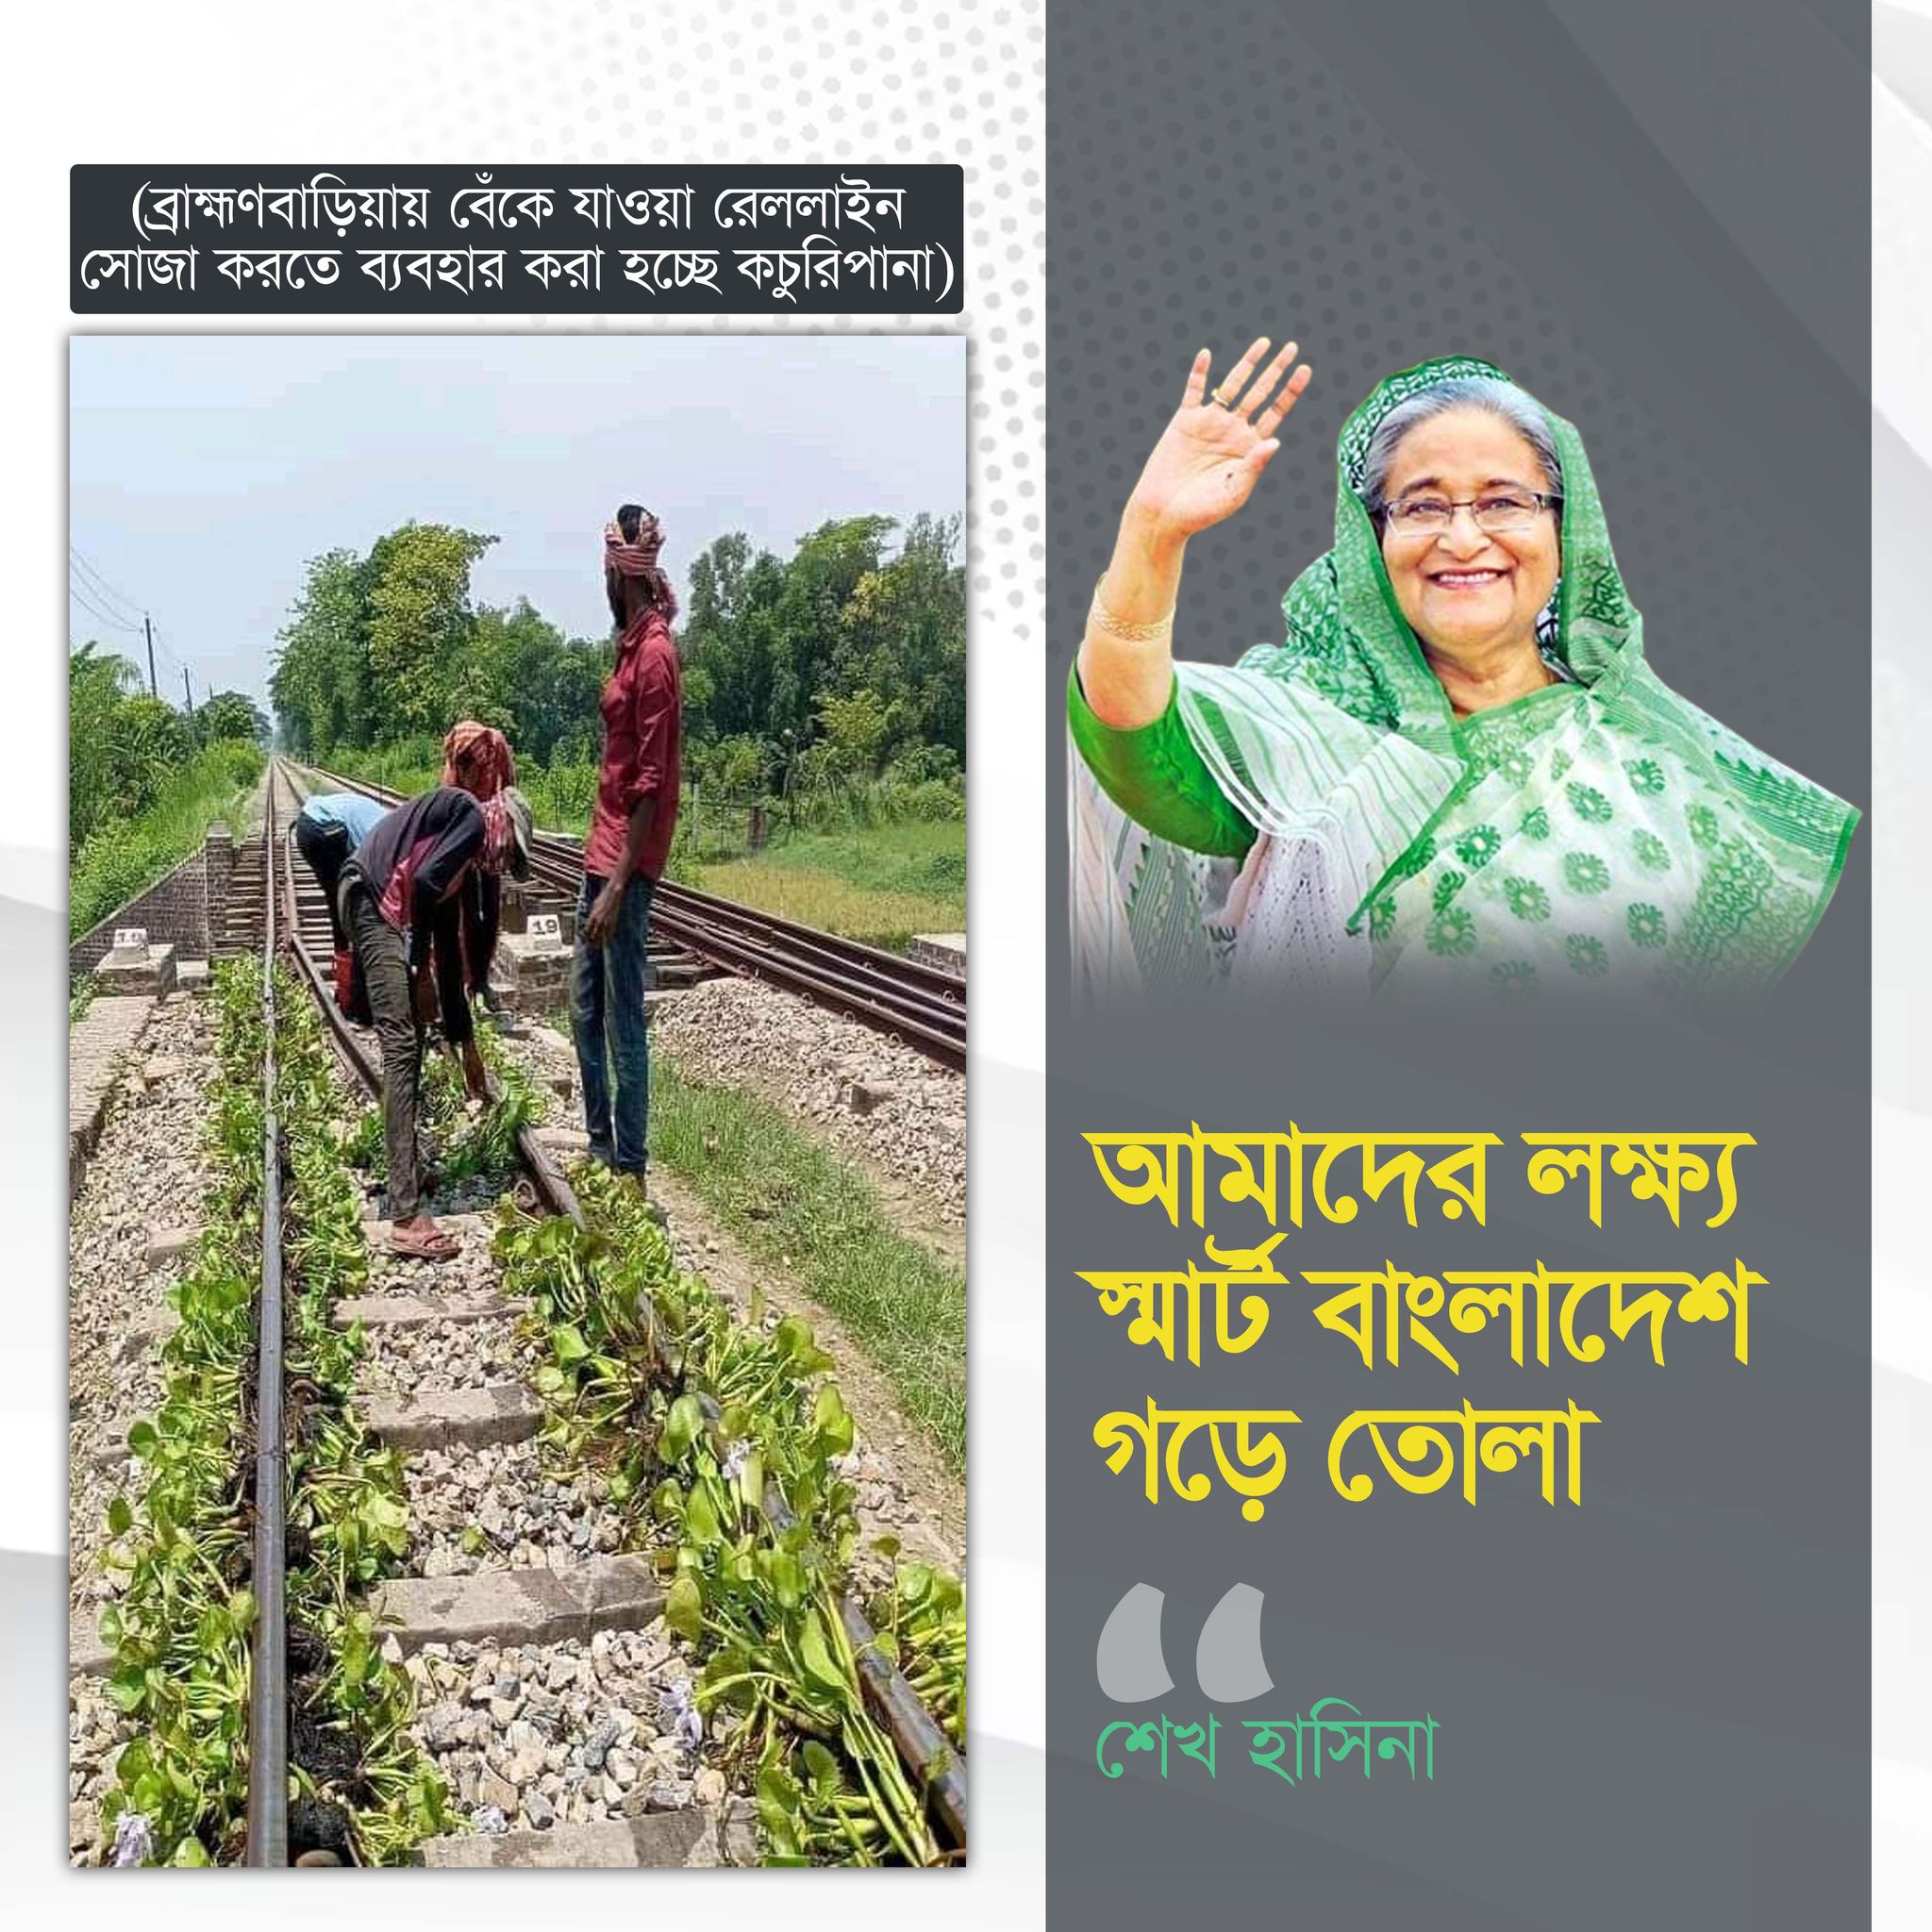 (ব্রাহ্মণবাড়িয়ায় বেঁকে যাওয়া রেললাইন
সোজা করতে ব্যবহার করা হচ্ছে কচুরিপানা)
19
আমাদের লক্ষ্য
স্মার্ট বাংলাদেশ
গড়ে তোলা
“
শেখ হাসিনা